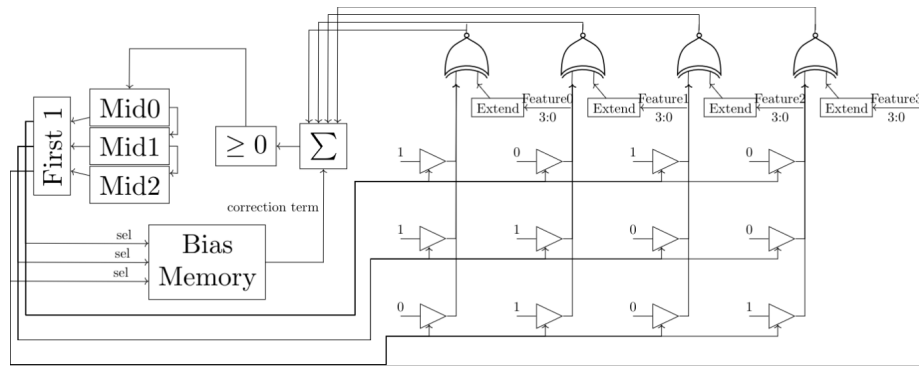 Feature0
Feature1
Feature2
Feature3
Extend
Extend
Extend
Extend
3:0
3:0
3:0
3:0
First 1
Mid0
Mid1
Mid2
≥ 0
∑
1
0
1
0
correction term
sel
sel
sel
Bias
Memory
1
1
0
0
0
1
0
1